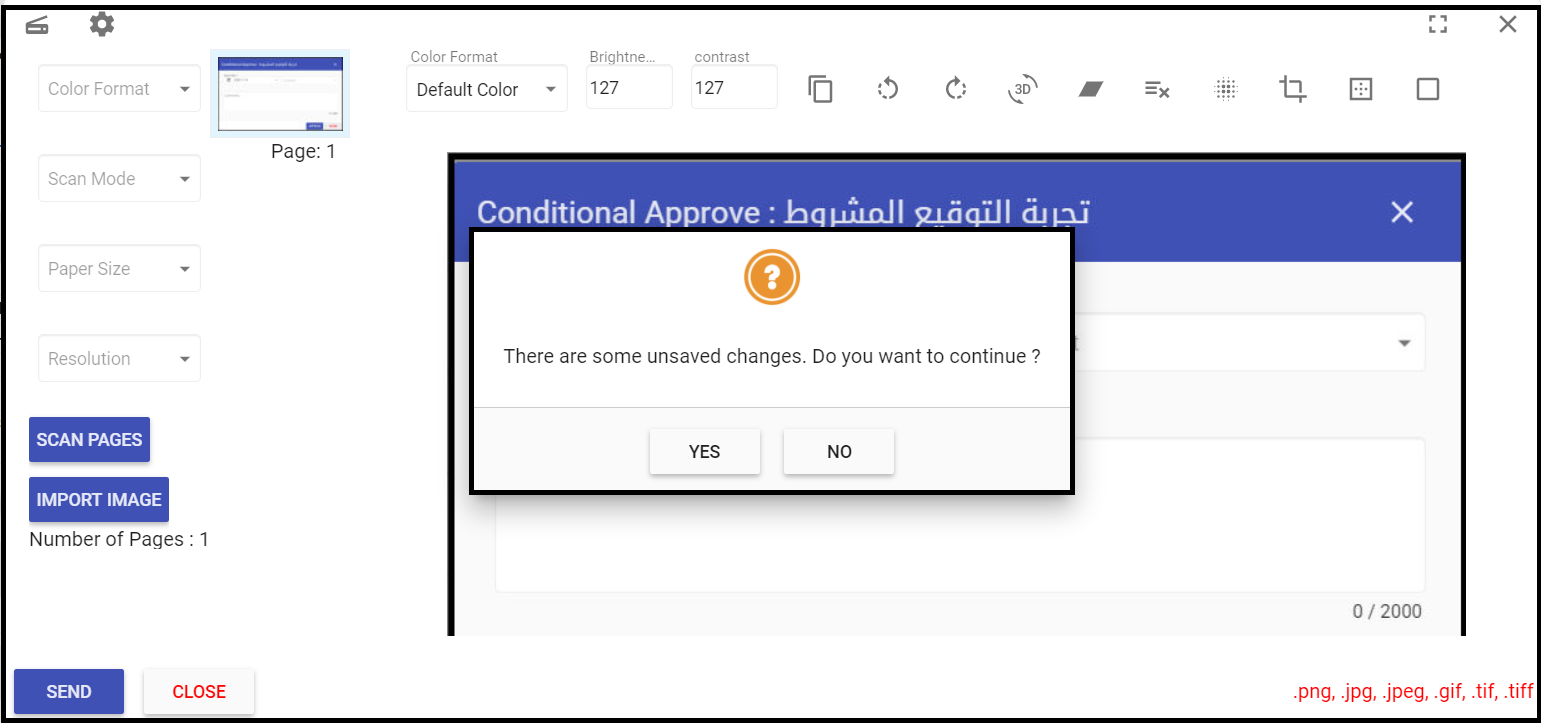 Color Format
Scan Mode
Paper Size
Resolution
SCAN PAGES
IMPORT IMAGE
Number of Pages : 1
Page: 1
Color Format
Default Color
Brightne...
127
contrast
127
3D
Conditional Approve : تجربة التوقيع المشروط
?
There are some unsaved changes. Do you want to continue ?
YES
NO
0 / 2000
SEND
CLOSE
.png, .jpg, .jpeg, .gif, .tif, .tiff